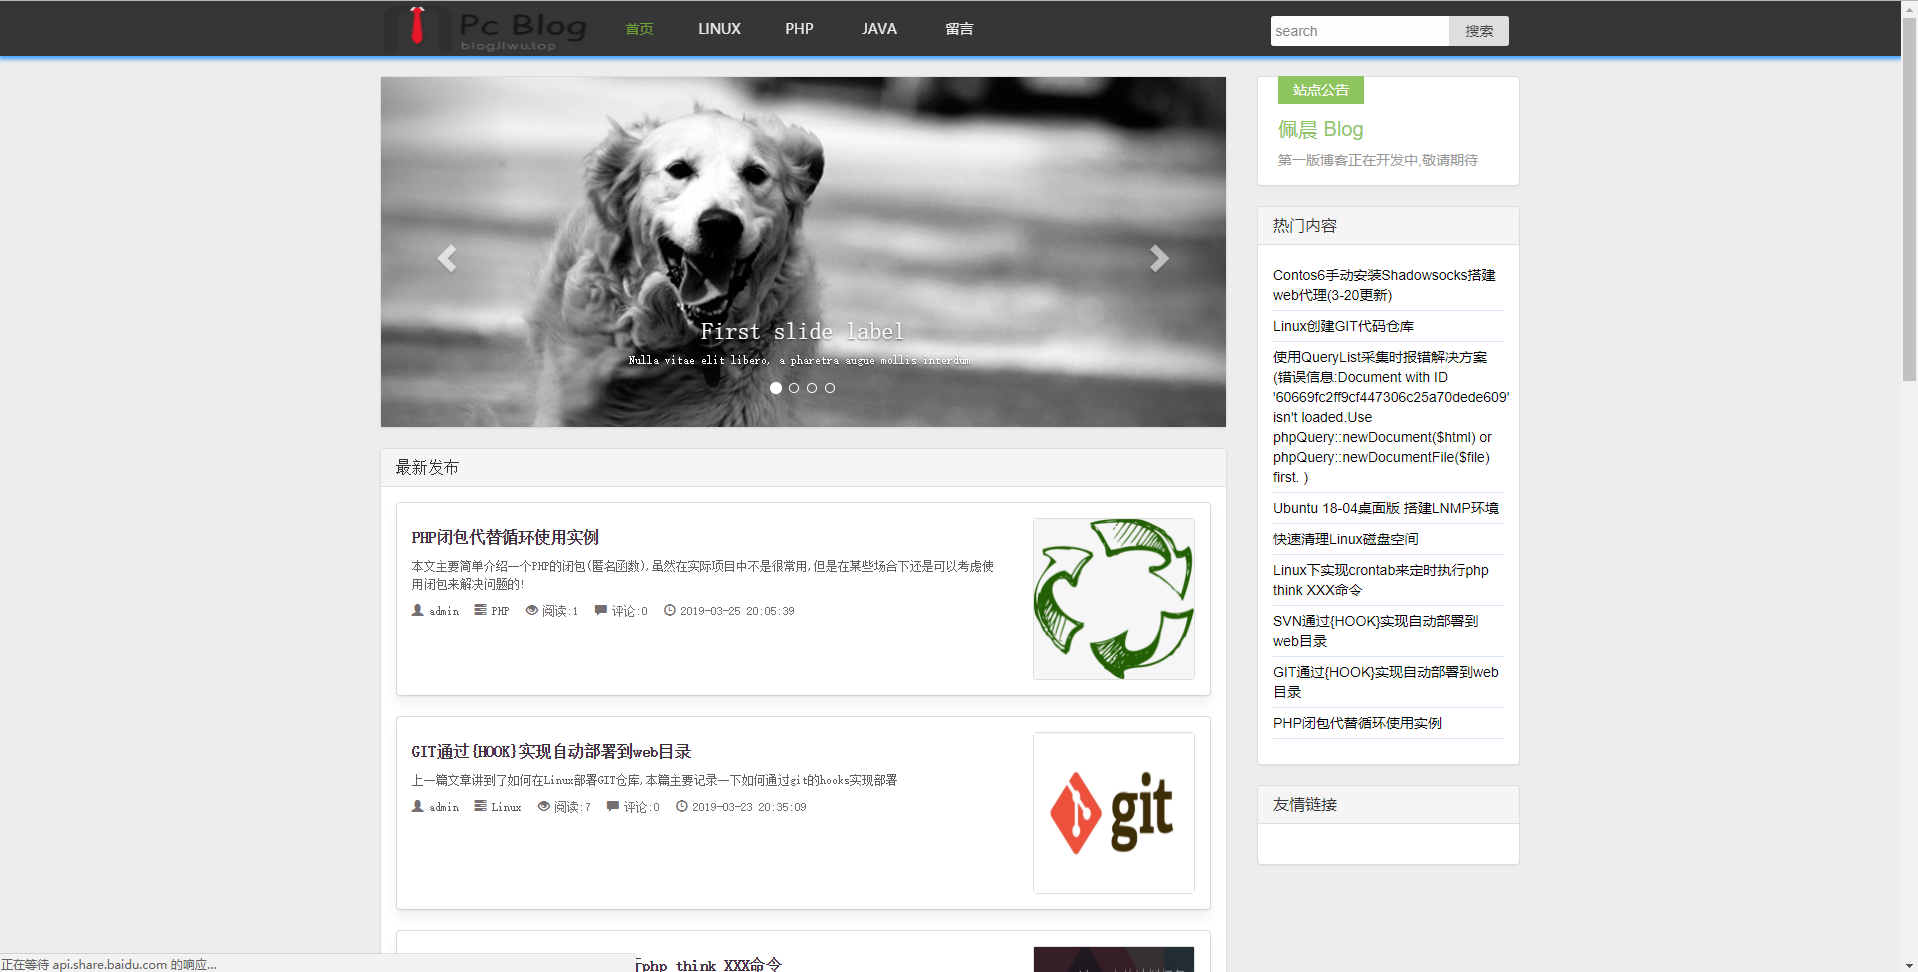 Pc Blog
blog.llwu.top
首页
LINUX
PHP
JAVA
留言
search
搜索
First slide label
Nulla vitae elit libero, a pharetra augue mollis interdum.
站点公告
佩晨 Blog
第一版博客正在开发中,敬请期待
热门内容
Contos6手动安装Shadowsocks搭建
web代理(3-20更新)
Linux创建GIT代码仓库
使用QueryList采集时报错解决方案
(错误信息:Document with ID
'60669fc2ff9cf447306c25a70dede609'
isn't loaded.Use
phpQuery::newDocument($html) or
phpQuery::newDocumentFile($file)
first. )
Ubuntu 18-04桌面版 搭建LNMP环境
快速清理Linux磁盘空间
Linux下实现crontab来定时执行php
think XXX命令
SVN通过{HOOK}实现自动部署到
web目录
GIT通过{HOOK}实现自动部署到web
目录
PHP闭包代替循环使用实例
友情链接
最新发布
PHP闭包代替循环使用实例
本文主要简单介绍一个PHP的闭包(匿名函数),虽然在实际项目中不是很常用,但是在某些场合下还是可以考虑使
用闭包来解决问题的!
admin PHP 阅读:1 评论:0 2019-03-25 20:05:39
GIT通过{HOOK}实现自动部署到web目录
上一篇文章讲到了如何在Linux部署GIT仓库,本篇主要记录一下如何通过git的hooks实现部署
admin Linux 阅读:7 评论:0 2019-03-23 20:35:09
git
php think XXX命令
正在等待 api.share.baidu.com 的响应...